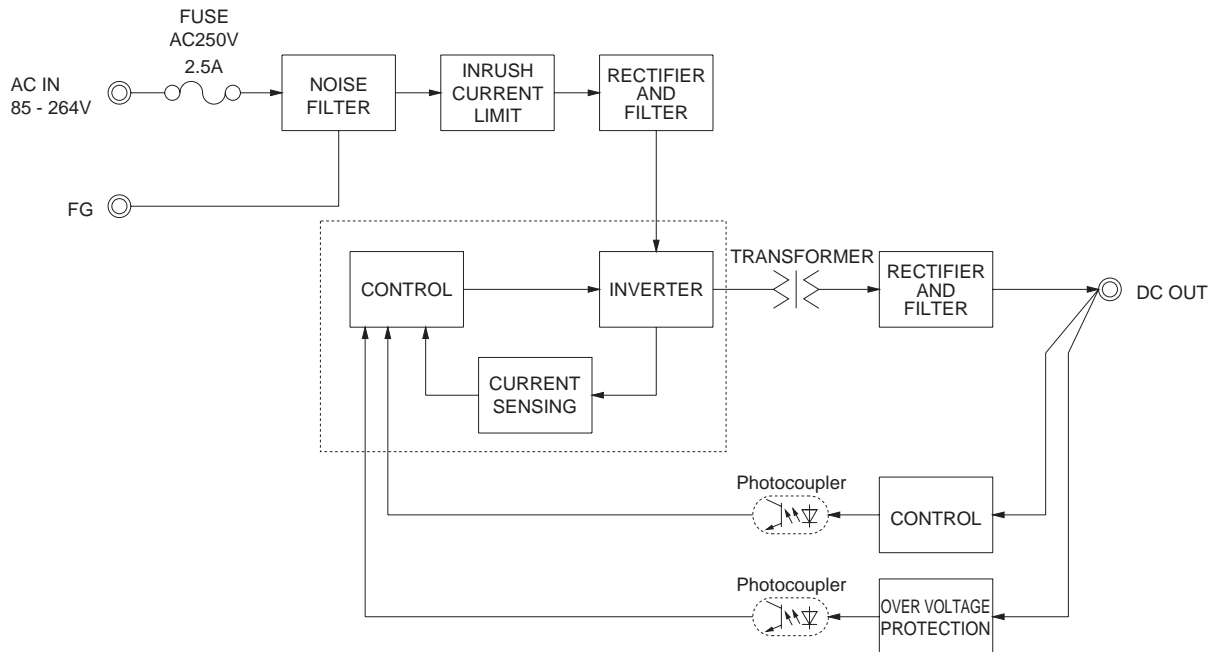 FUSE
AC250V
2.5A
AC IN
85 - 264V
NOISE
FILTER
INRUSH
CURRENT
LIMIT
RECTIFIER
AND
FILTER
FG
CONTROL
INVERTER
TRANSFORMER
RECTIFIER
AND
FILTER
DC OUT
CURRENT
SENSING
Photocoupler
CONTROL
Photocoupler
OVER VOLTAGE
PROTECTION